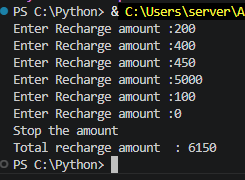 PS C:\Python> & C:\Users\server\A
Enter Recharge amount :200
Enter Recharge amount :400
Enter Recharge amount :450
Enter Recharge amount :5000
Enter Recharge amount :100
Enter Recharge amount :0
Stop the amount
Total recharge amount  : 6150
PS C:\Python>